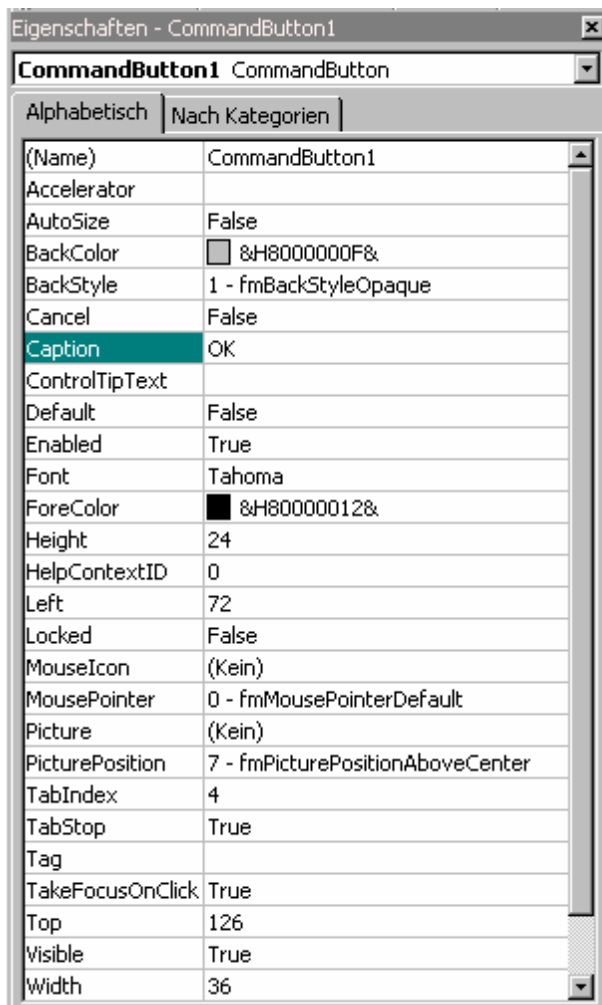 Eigenschaften - CommandButton1
CommandButton1 CommandButton
Alphabetisch Nach Kategorien
(Name) CommandButton1
Accelerator
AutoSize False
BackColor &H8000000F&
BackStyle 1 - fmBackStyleOpaque
Cancel False
Caption OK
ControlTipText
Default False
Enabled True
Font Tahoma
ForeColor &H80000012&
Height 24
HelpContextID 0
Left 72
Locked False
MouseIcon (Kein)
MousePointer 0 - fmMousePointerDefault
Picture (Kein)
PicturePosition 7 - fmPicturePositionAboveCenter
TabIndex 4
TabStop True
Tag
TakeFocusOnClick True
Top 126
Visible True
Width 36